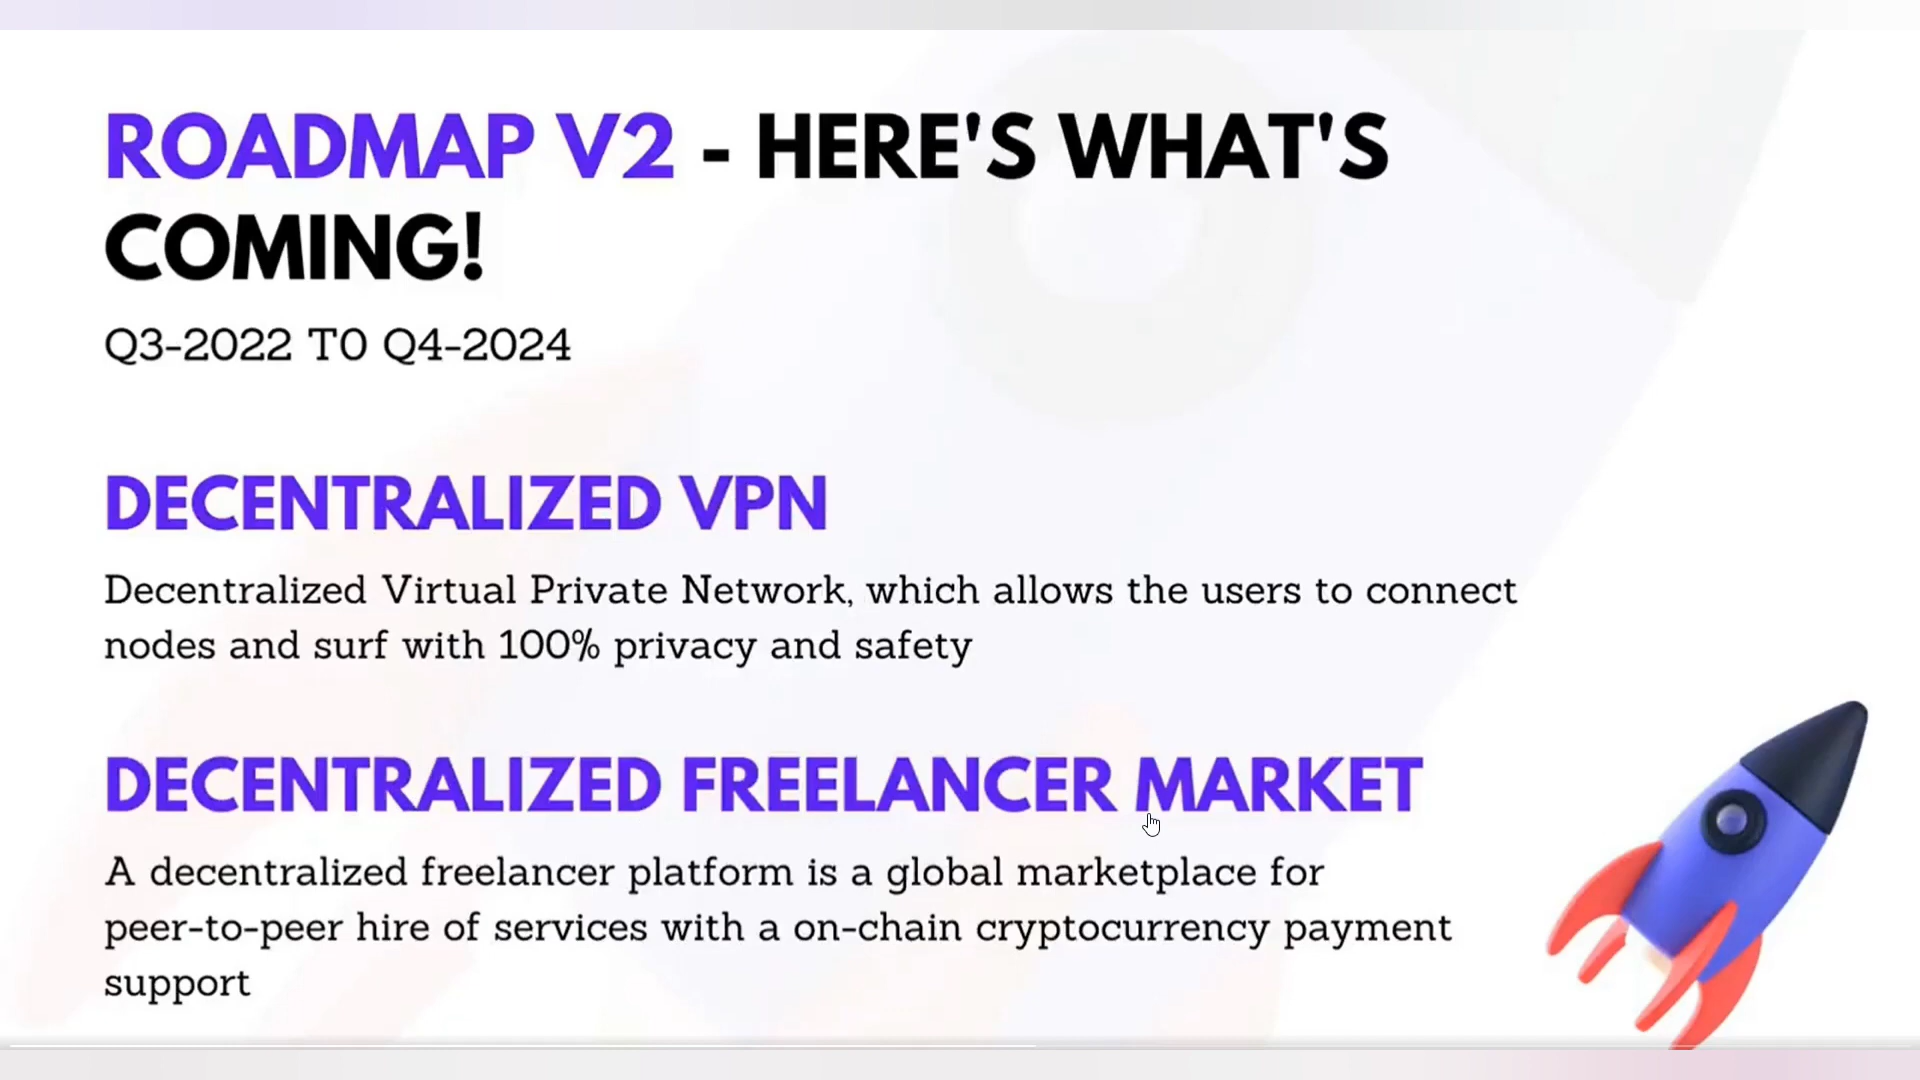 ROADMAP V2 - HERE'S WHAT'S
COMING!
Q3-2022 TO Q4-2024
DECENTRALIZED VPN
Decentralized Virtual Private Network, which allows the users to connect
nodes and surf with 100% privacy and safety
DECENTRALIZED FREELANCER MARKET
A decentralized freelancer platform is a global marketplace for
peer-to-peer hire of services with a on-chain cryptocurrency payment
support